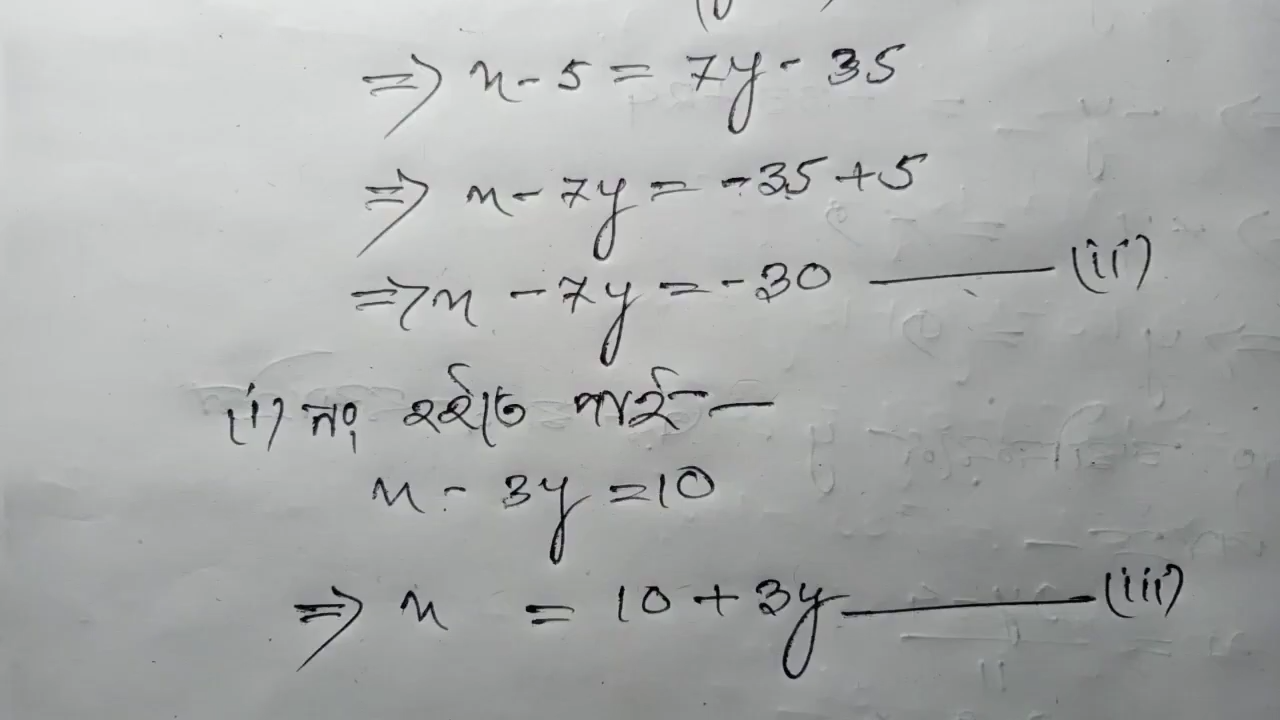 ⇒ x - 5 = 7y - 35
⇒ x - 7y = -35 + 5
⇒ x - 7y = -30 —— (ii)
(i) নং হইতে পাই —
x - 3y = 10
⇒ x = 10 + 3y —— (iii)